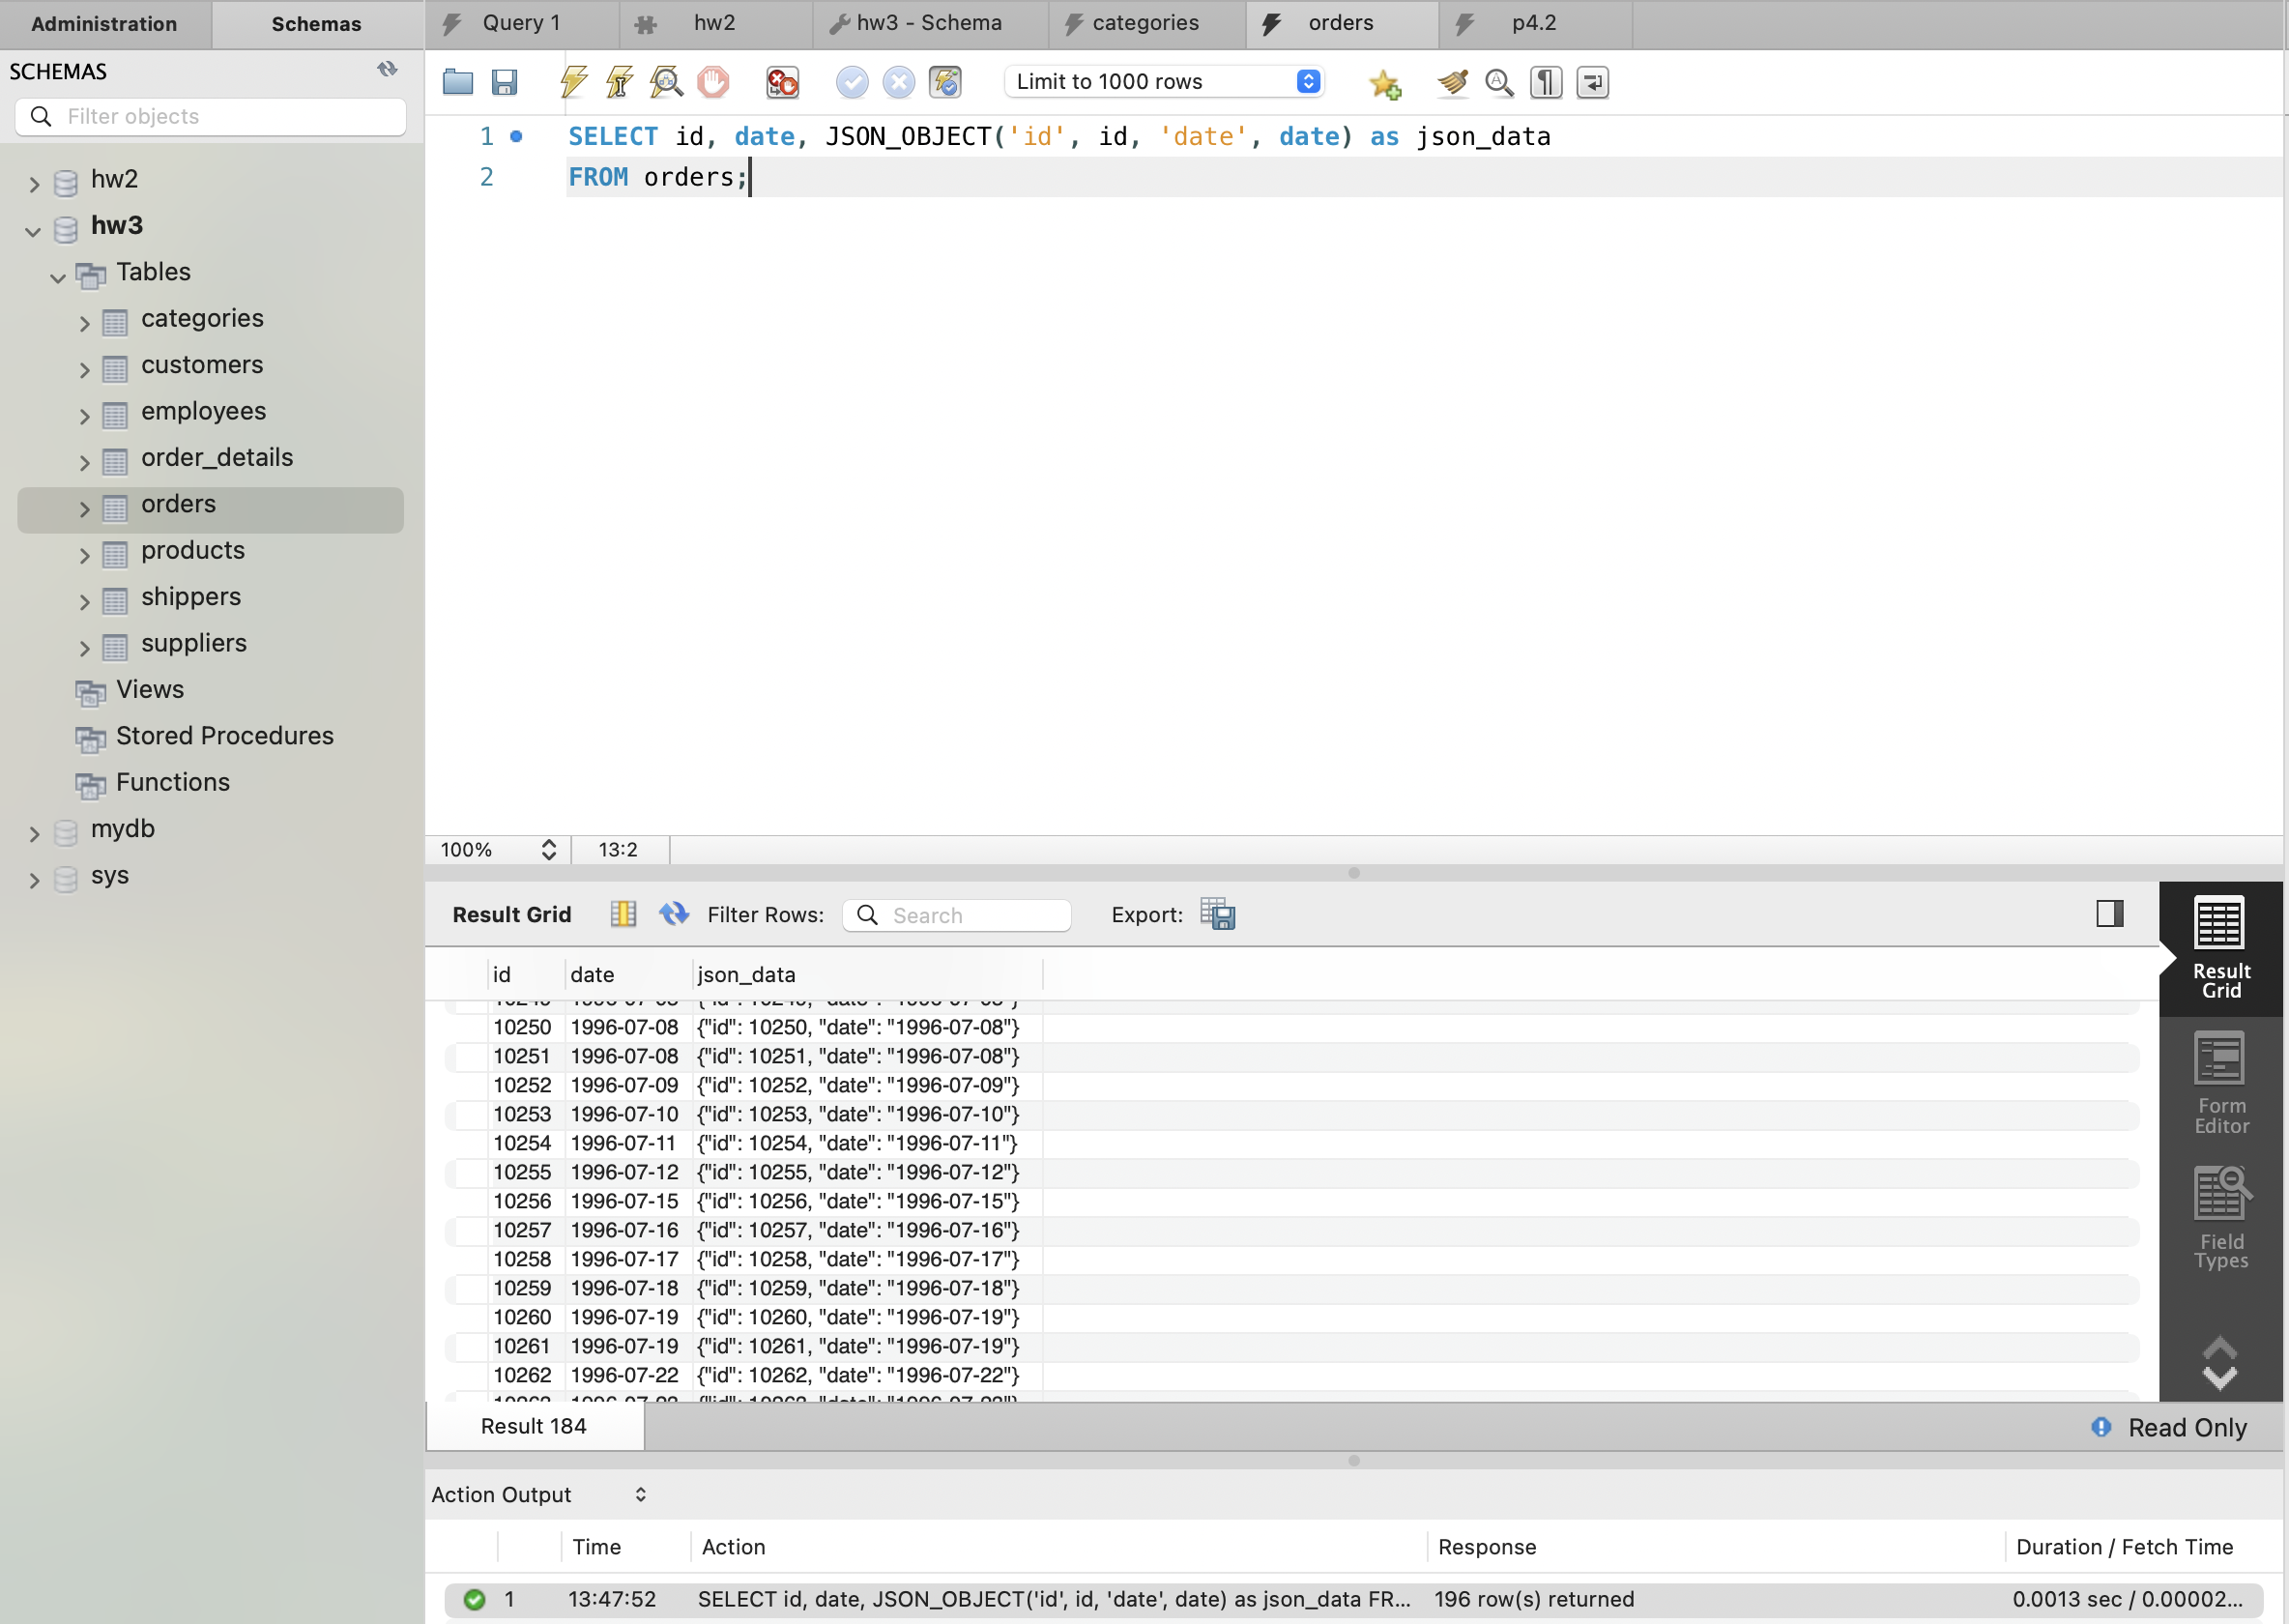 Administration
Schemas
Query 1
hw2
hw3 - Schema
categories
orders
p4.2
SCHEMAS
Filter objects
Limit to 1000 rows
hw2
hw3
Tables
categories
customers
employees
order_details
orders
products
shippers
suppliers
Views
Stored Procedures
Functions
mydb
sys
1 SELECT id, date, JSON_OBJECT('id', id, 'date', date) as json_data
2 FROM orders;
100% 13:2
Result Grid Filter Rows: Search Export:
id date json_data
10250 1996-07-08 {"id": 10250, "date": "1996-07-08"}
10251 1996-07-08 {"id": 10251, "date": "1996-07-08"}
10252 1996-07-09 {"id": 10252, "date": "1996-07-09"}
10253 1996-07-10 {"id": 10253, "date": "1996-07-10"}
10254 1996-07-11 {"id": 10254, "date": "1996-07-11"}
10255 1996-07-12 {"id": 10255, "date": "1996-07-12"}
10256 1996-07-15 {"id": 10256, "date": "1996-07-15"}
10257 1996-07-16 {"id": 10257, "date": "1996-07-16"}
10258 1996-07-17 {"id": 10258, "date": "1996-07-17"}
10259 1996-07-18 {"id": 10259, "date": "1996-07-18"}
10260 1996-07-19 {"id": 10260, "date": "1996-07-19"}
10261 1996-07-19 {"id": 10261, "date": "1996-07-19"}
10262 1996-07-22 {"id": 10262, "date": "1996-07-22"}
Result
Grid
Form
Editor
Field
Types
Result 184
Read Only
Action Output
Time Action Response Duration / Fetch Time
1 13:47:52 SELECT id, date, JSON_OBJECT('id', id, 'date', date) as json_data FR... 196 row(s) returned 0.0013 sec / 0.00002...